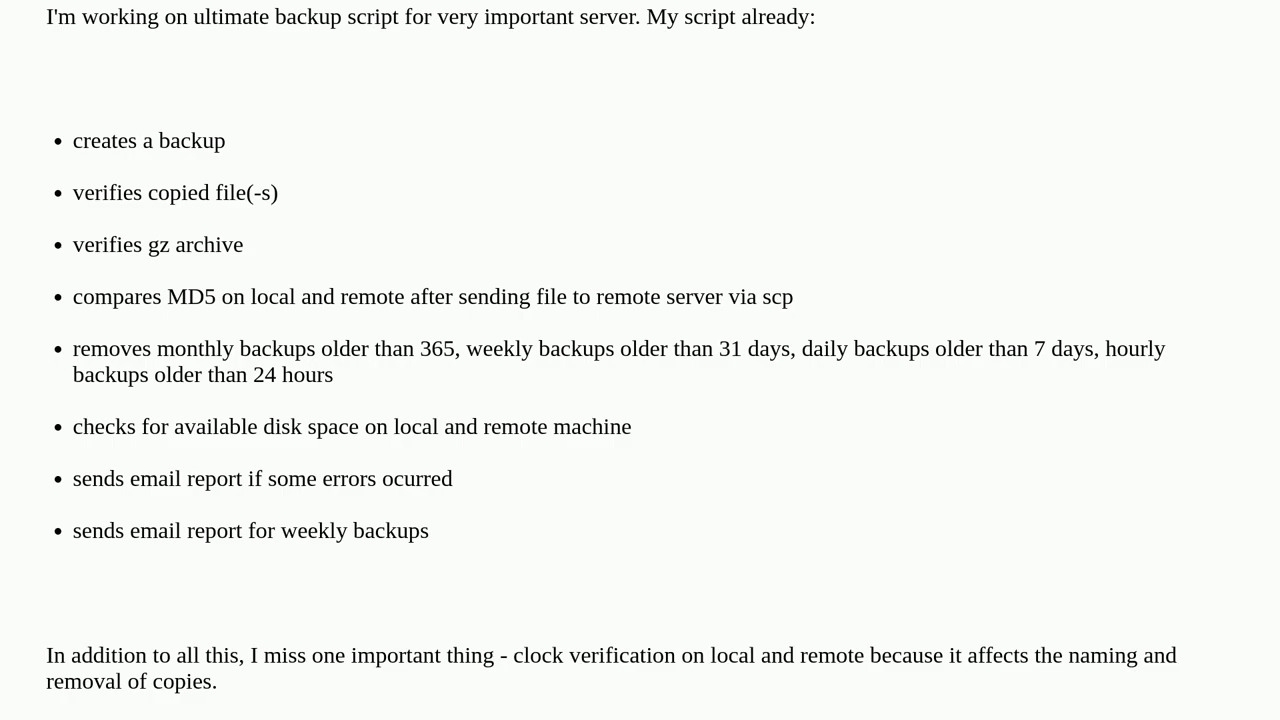 I'm working on ultimate backup script for very important server. My script already:
• creates a backup
• verifies copied file(-s)
• verifies gz archive
• compares MD5 on local and remote after sending file to remote server via scp
• removes monthly backups older than 365, weekly backups older than 31 days, daily backups older than 7 days, hourly
backups older than 24 hours
• checks for available disk space on local and remote machine
• sends email report if some errors ocurred
• sends email report for weekly backups
In addition to all this, I miss one important thing - clock verification on local and remote because it affects the naming and
removal of copies.